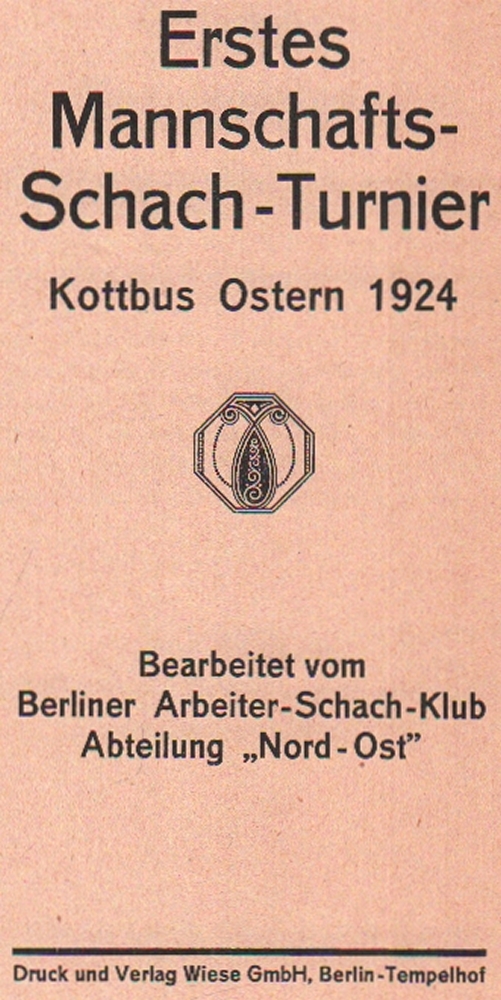 Erstes
Mannschafts-
Schach-Turnier
Kottbus Ostern 1924
Bearbeitet vom
Berliner Arbeiter-Schach-Klub
Abteilung „Nord-Ost”
Druck und Verlag Wiese GmbH, Berlin-Tempelhof